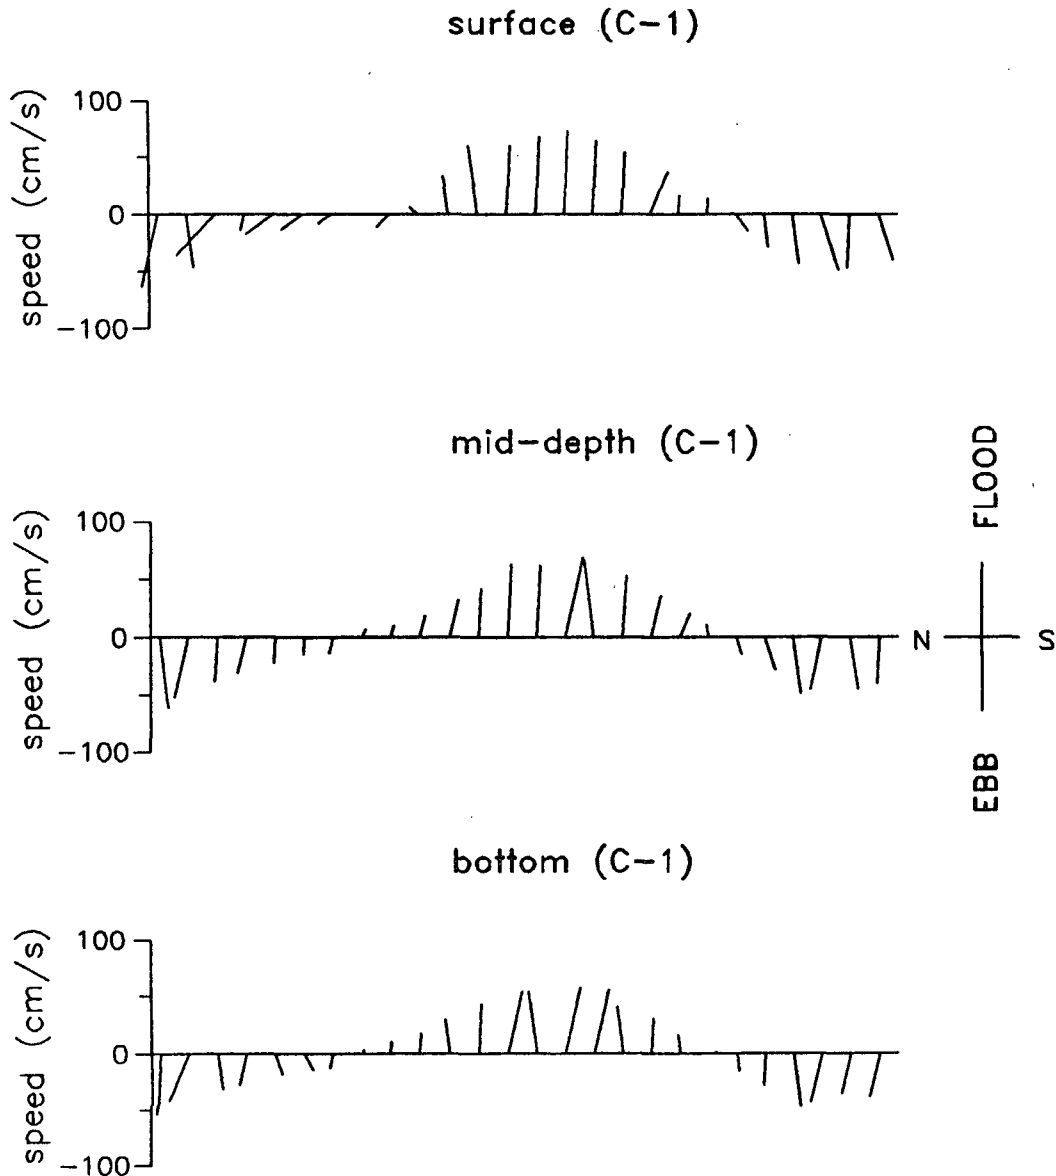 surface (C-1)
100
0
-100
speed (cm/s)
mid-depth (C-1)
100
0
-100
speed (cm/s)
FLOOD
N
S
EBB
bottom (C-1)
100
0
-100
speed (cm/s)